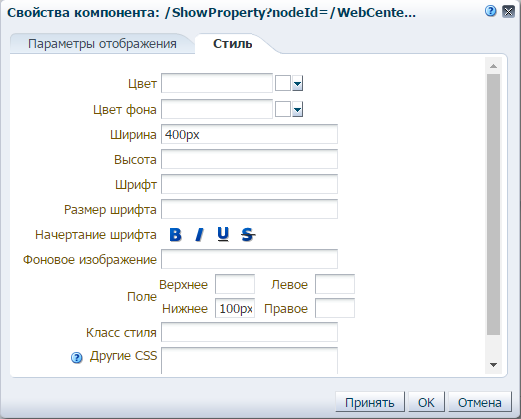 Свойства компонента: /ShowProperty?nodeId=/WebCente...
Параметры отображения Стиль
Цвет
Цвет фона
Ширина 400px
Высота
Шрифт
Размер шрифта
Начертание шрифта B I U S
Фоновое изображение
Поле
Верхнее Левое
Нижнее 100px Правое
Класс стиля
? Другие CSS
Принять OK Отмена